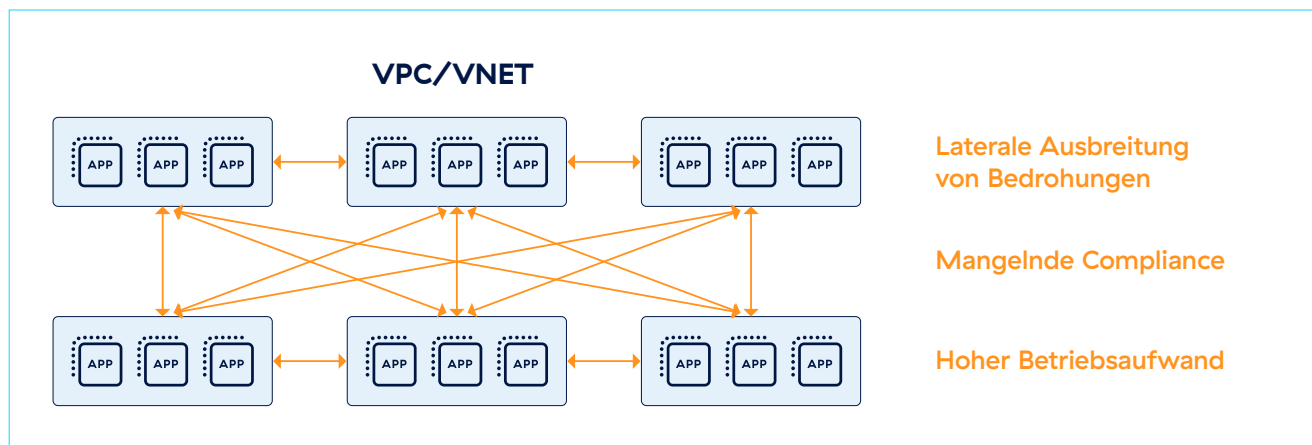 VPC/VNET
APP APP APP APP APP APP APP APP APP
Laterale Ausbreitung
von Bedrohungen
Mangelnde Compliance
APP APP APP APP APP APP APP APP APP
Hoher Betriebsaufwand